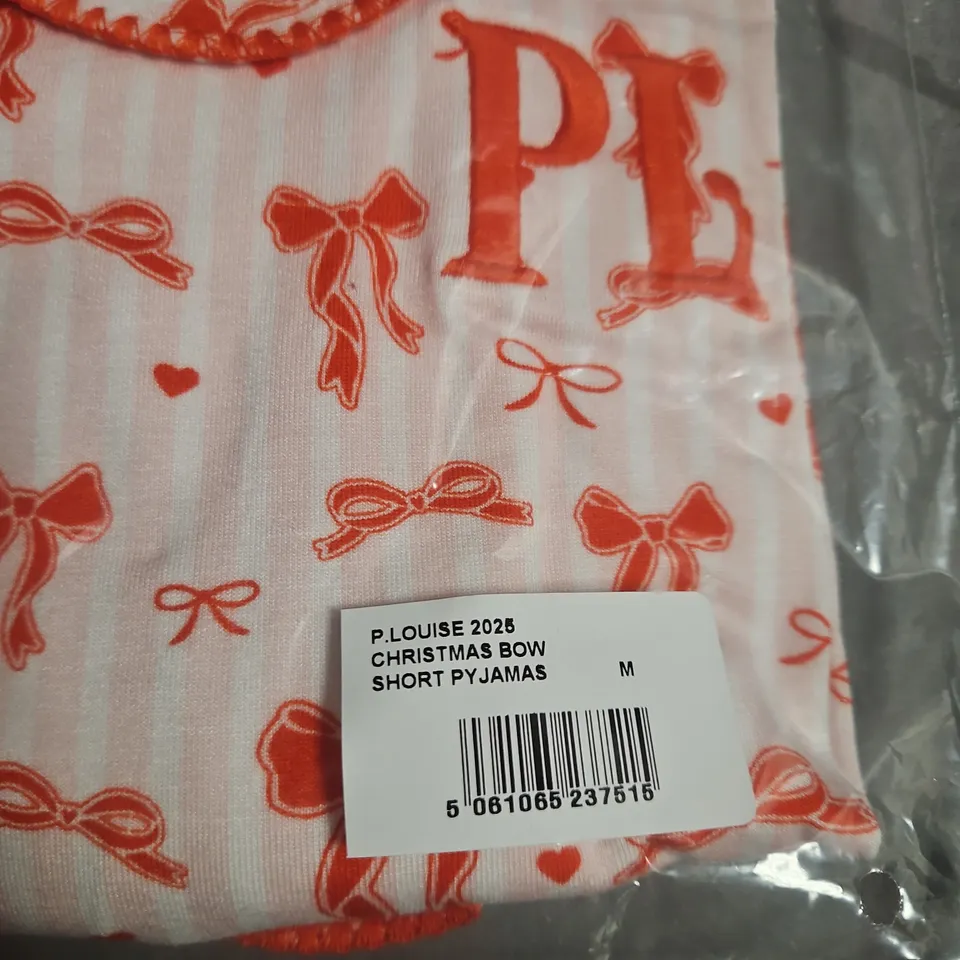 PL
P.LOUISE 2025
CHRISTMAS BOW
SHORT PYJAMAS M
5 061065 237515